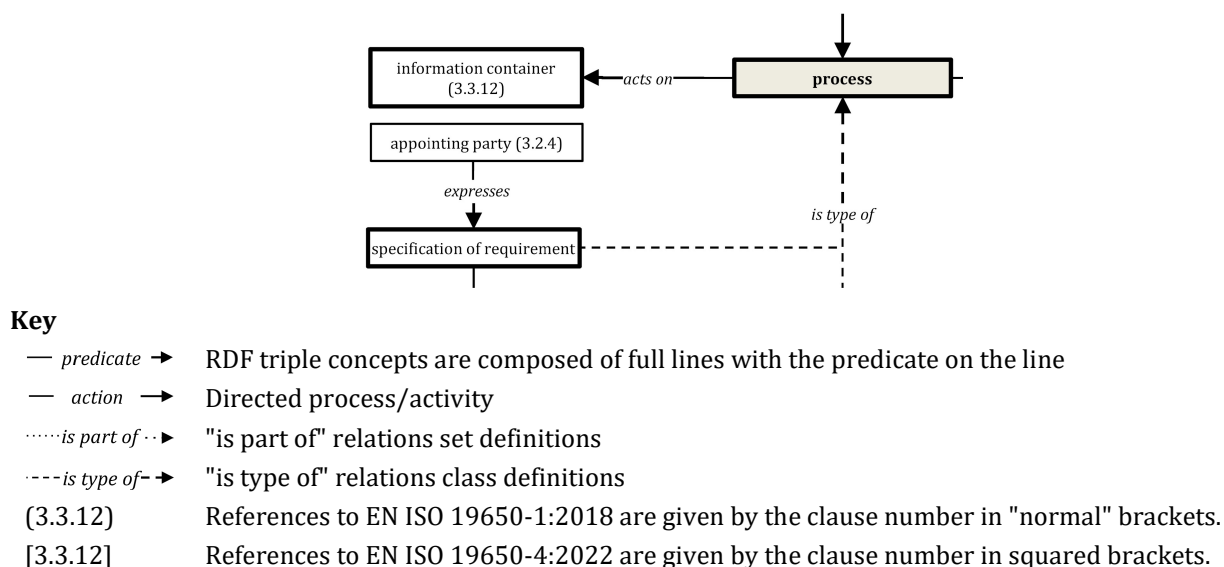 information container
(3.3.12)
acts on
process
appointing party (3.2.4)
expresses
is type of
specification of requirement
Key
predicate RDF triple concepts are composed of full lines with the predicate on the line
action Directed process/activity
is part of "is part of" relations set definitions
is type of "is type of" relations class definitions
(3.3.12) References to EN ISO 19650-1:2018 are given by the clause number in "normal" brackets.
[3.3.12] References to EN ISO 19650-4:2022 are given by the clause number in squared brackets.